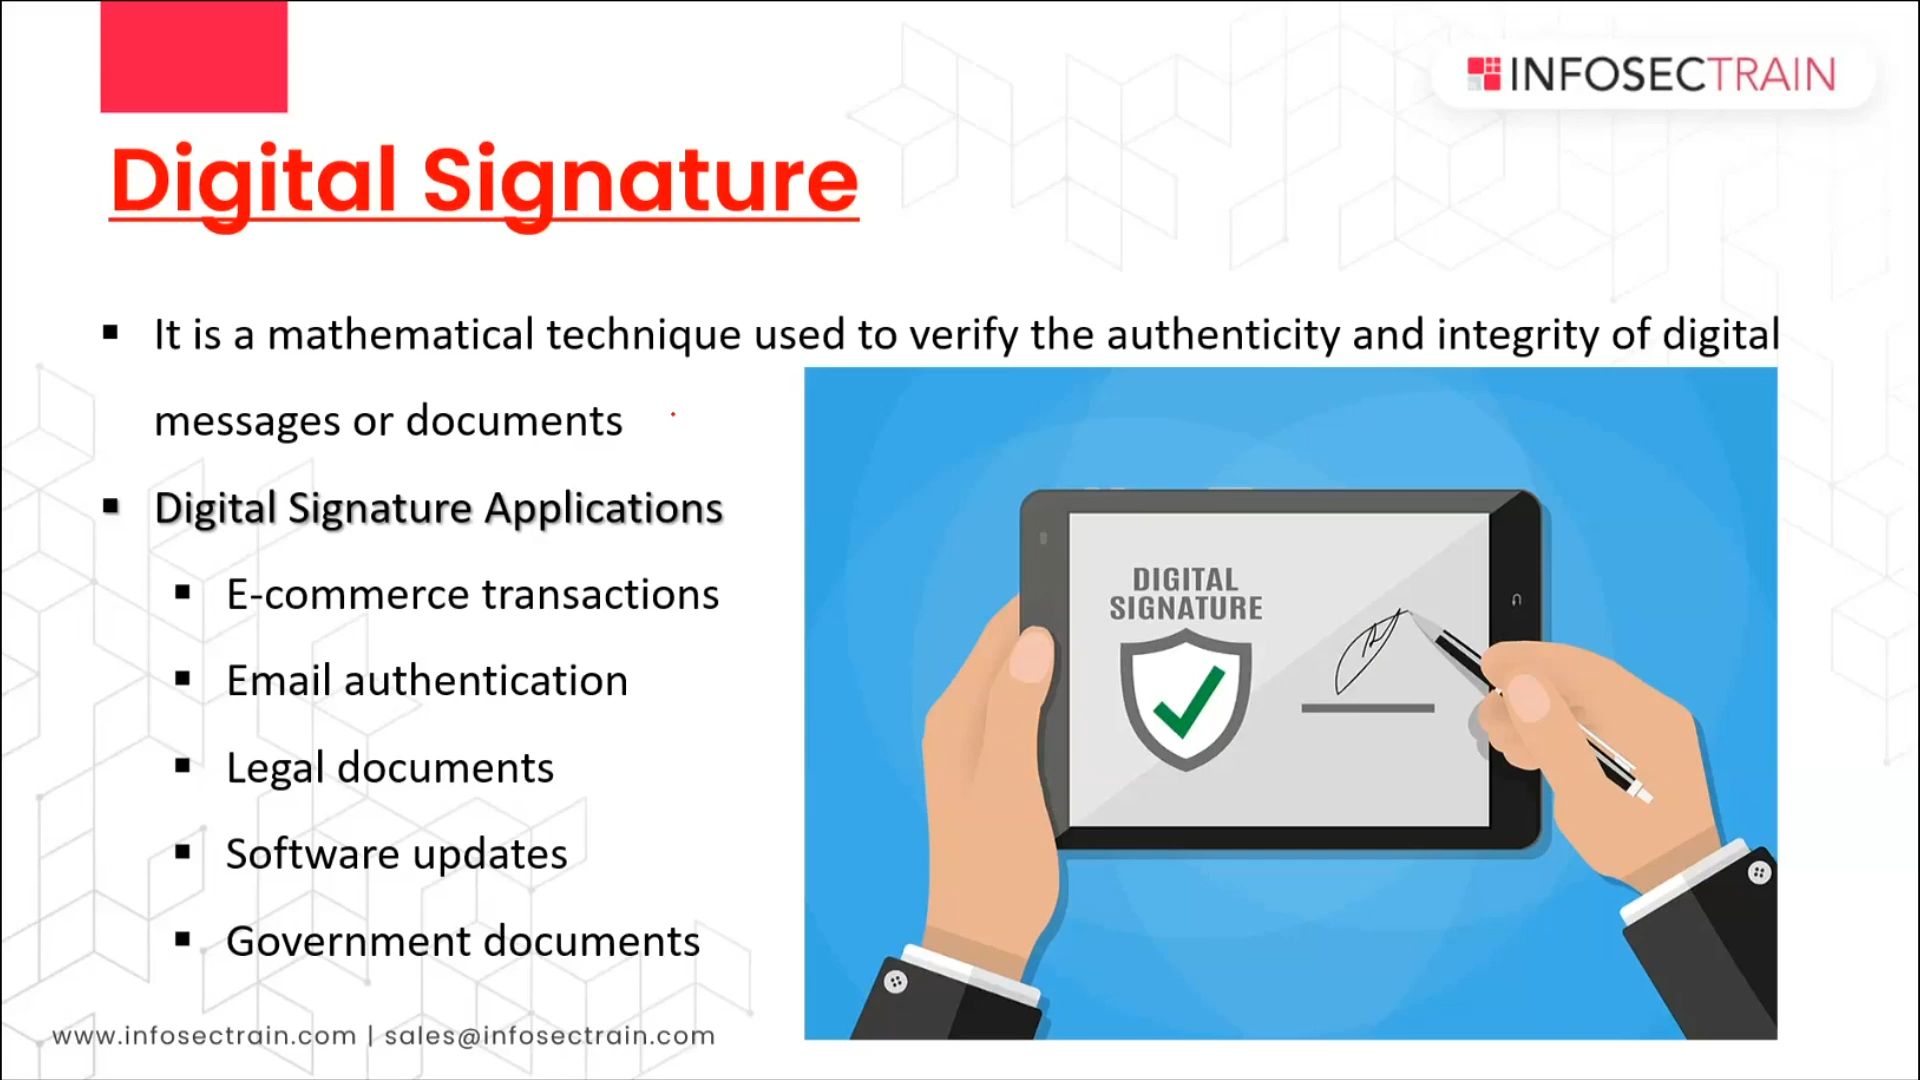 INFOSECTRAIN
Digital Signature
▪ It is a mathematical technique used to verify the authenticity and integrity of digital
messages or documents
▪ Digital Signature Applications
▪ E-commerce transactions
▪ Email authentication
▪ Legal documents
▪ Software updates
▪ Government documents
DIGITAL
SIGNATURE
www.infosectrain.com | sales@infosectrain.com